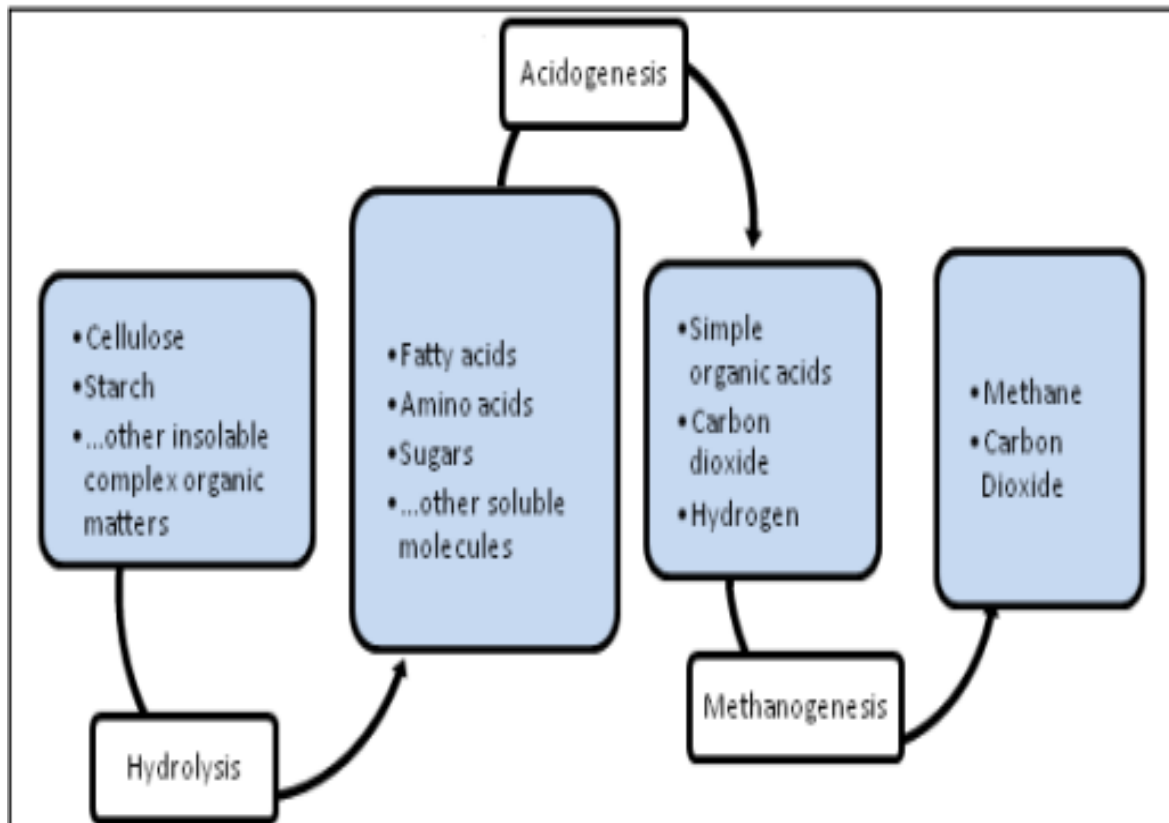 Acidogenesis
•Cellulose
•Starch
•...other insolable
complex organic
matters
•Fatty acids
•Amino acids
•Sugars
•...other soluble
molecules
•Simple
organic acids
•Carbon
dioxide
•Hydrogen
•Methane
•Carbon
Dioxide
Hydrolysis
Methanogenesis